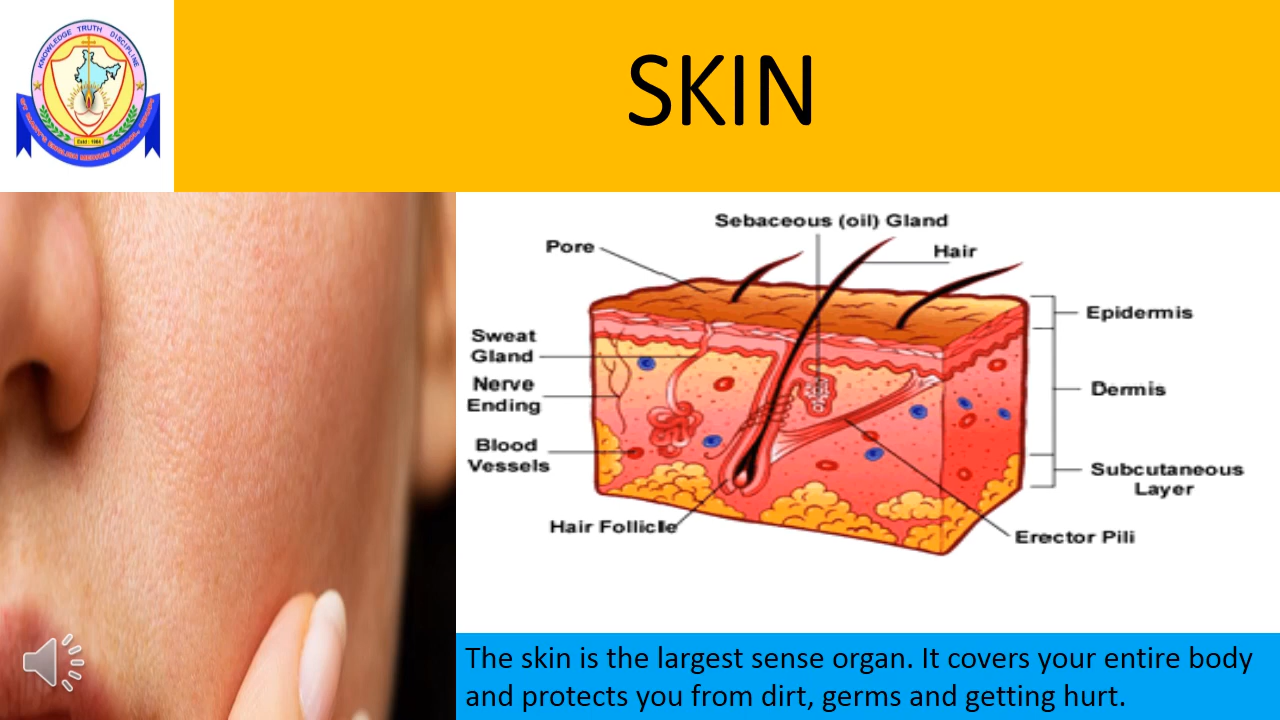 KNOWLEDGE TRUTH DISCIPLINE
Estd : 1984
SKIN
Sebaceous (oil) Gland
Pore
Hair
Epidermis
Sweat
Gland
Nerve
Ending
Dermis
Blood
Vessels
Subcutaneous
Layer
Hair Follicle
Erector Pili
The skin is the largest sense organ. It covers your entire body
and protects you from dirt, germs and getting hurt.